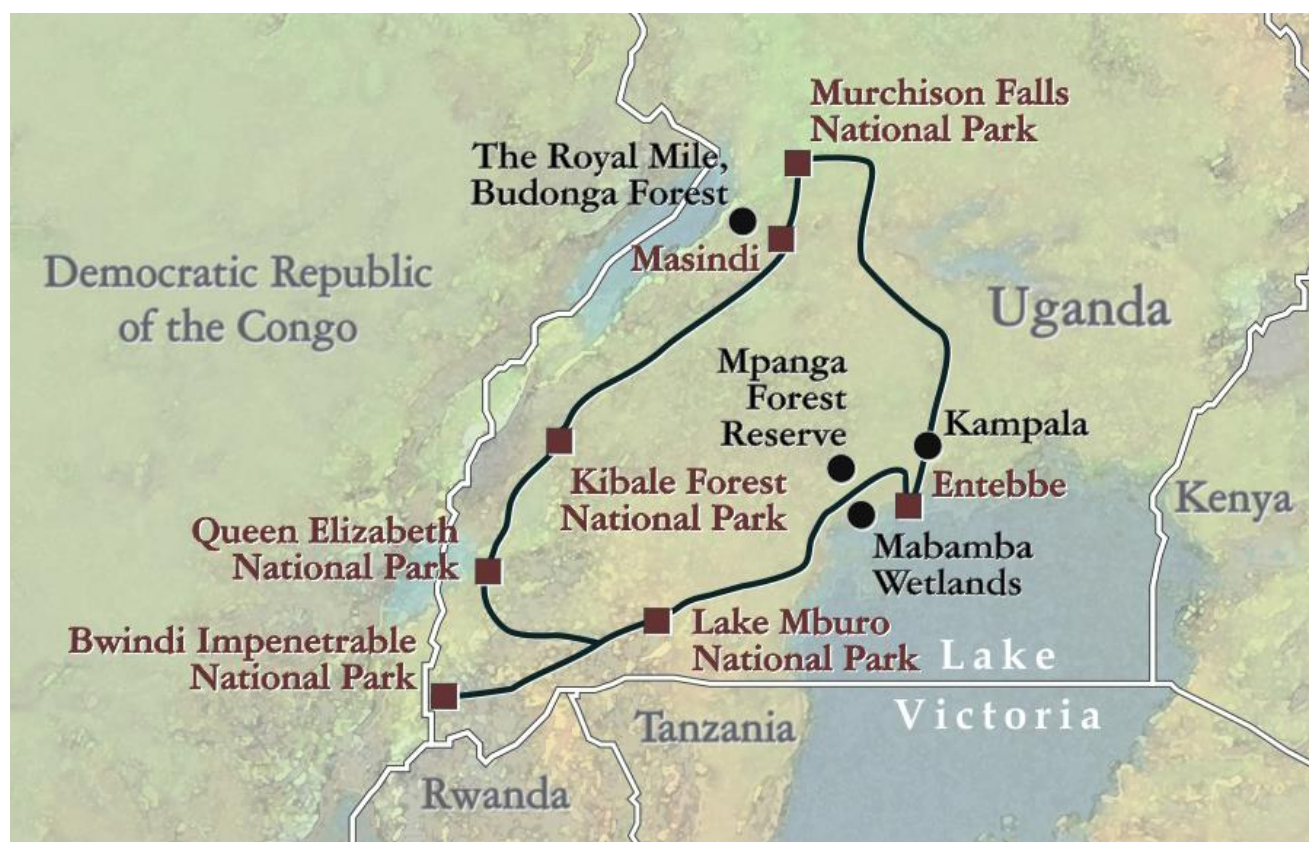 Murchison Falls
National Park
The Royal Mile,
Budonga Forest
Masindi
Democratic Republic
of the Congo
Uganda
Mpanga
Forest
Reserve
Kampala
Kibale Forest
National Park
Entebbe
Kenya
Queen Elizabeth
National Park
Mabamba
Wetlands
Bwindi Impenetrable
National Park
Lake Mburo
National Park
Lake
Victoria
Tanzania
Rwanda